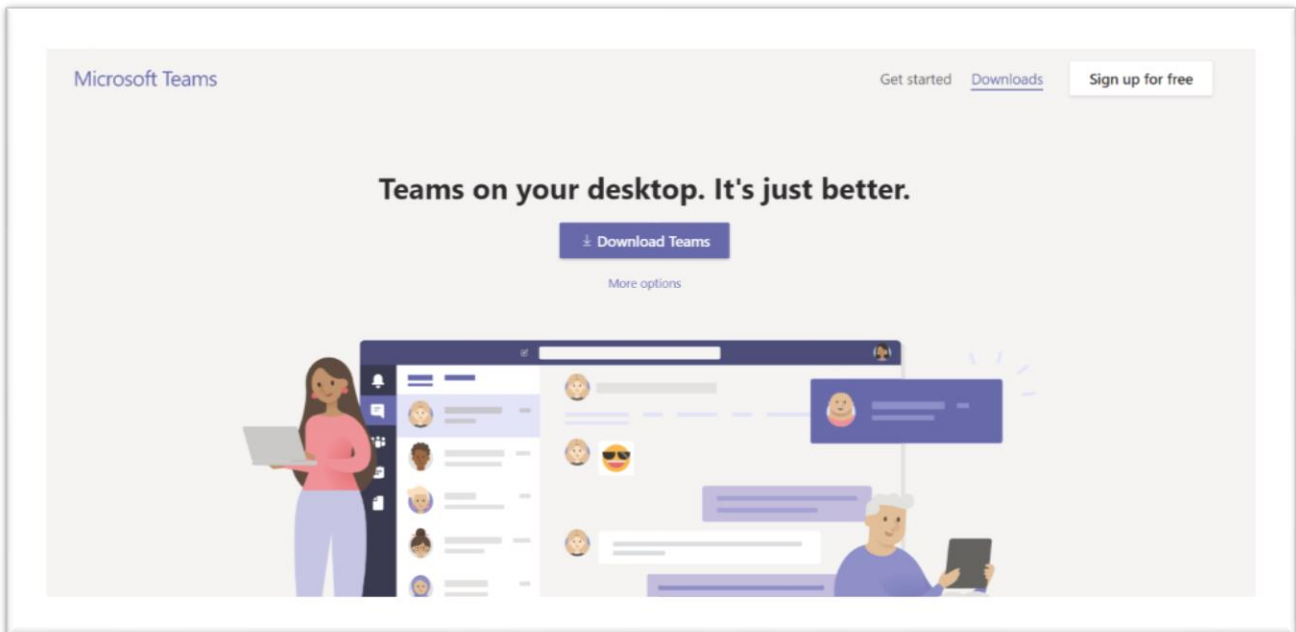 Microsoft Teams
Get started Downloads Sign up for free
Teams on your desktop. It's just better.
Download Teams
More options